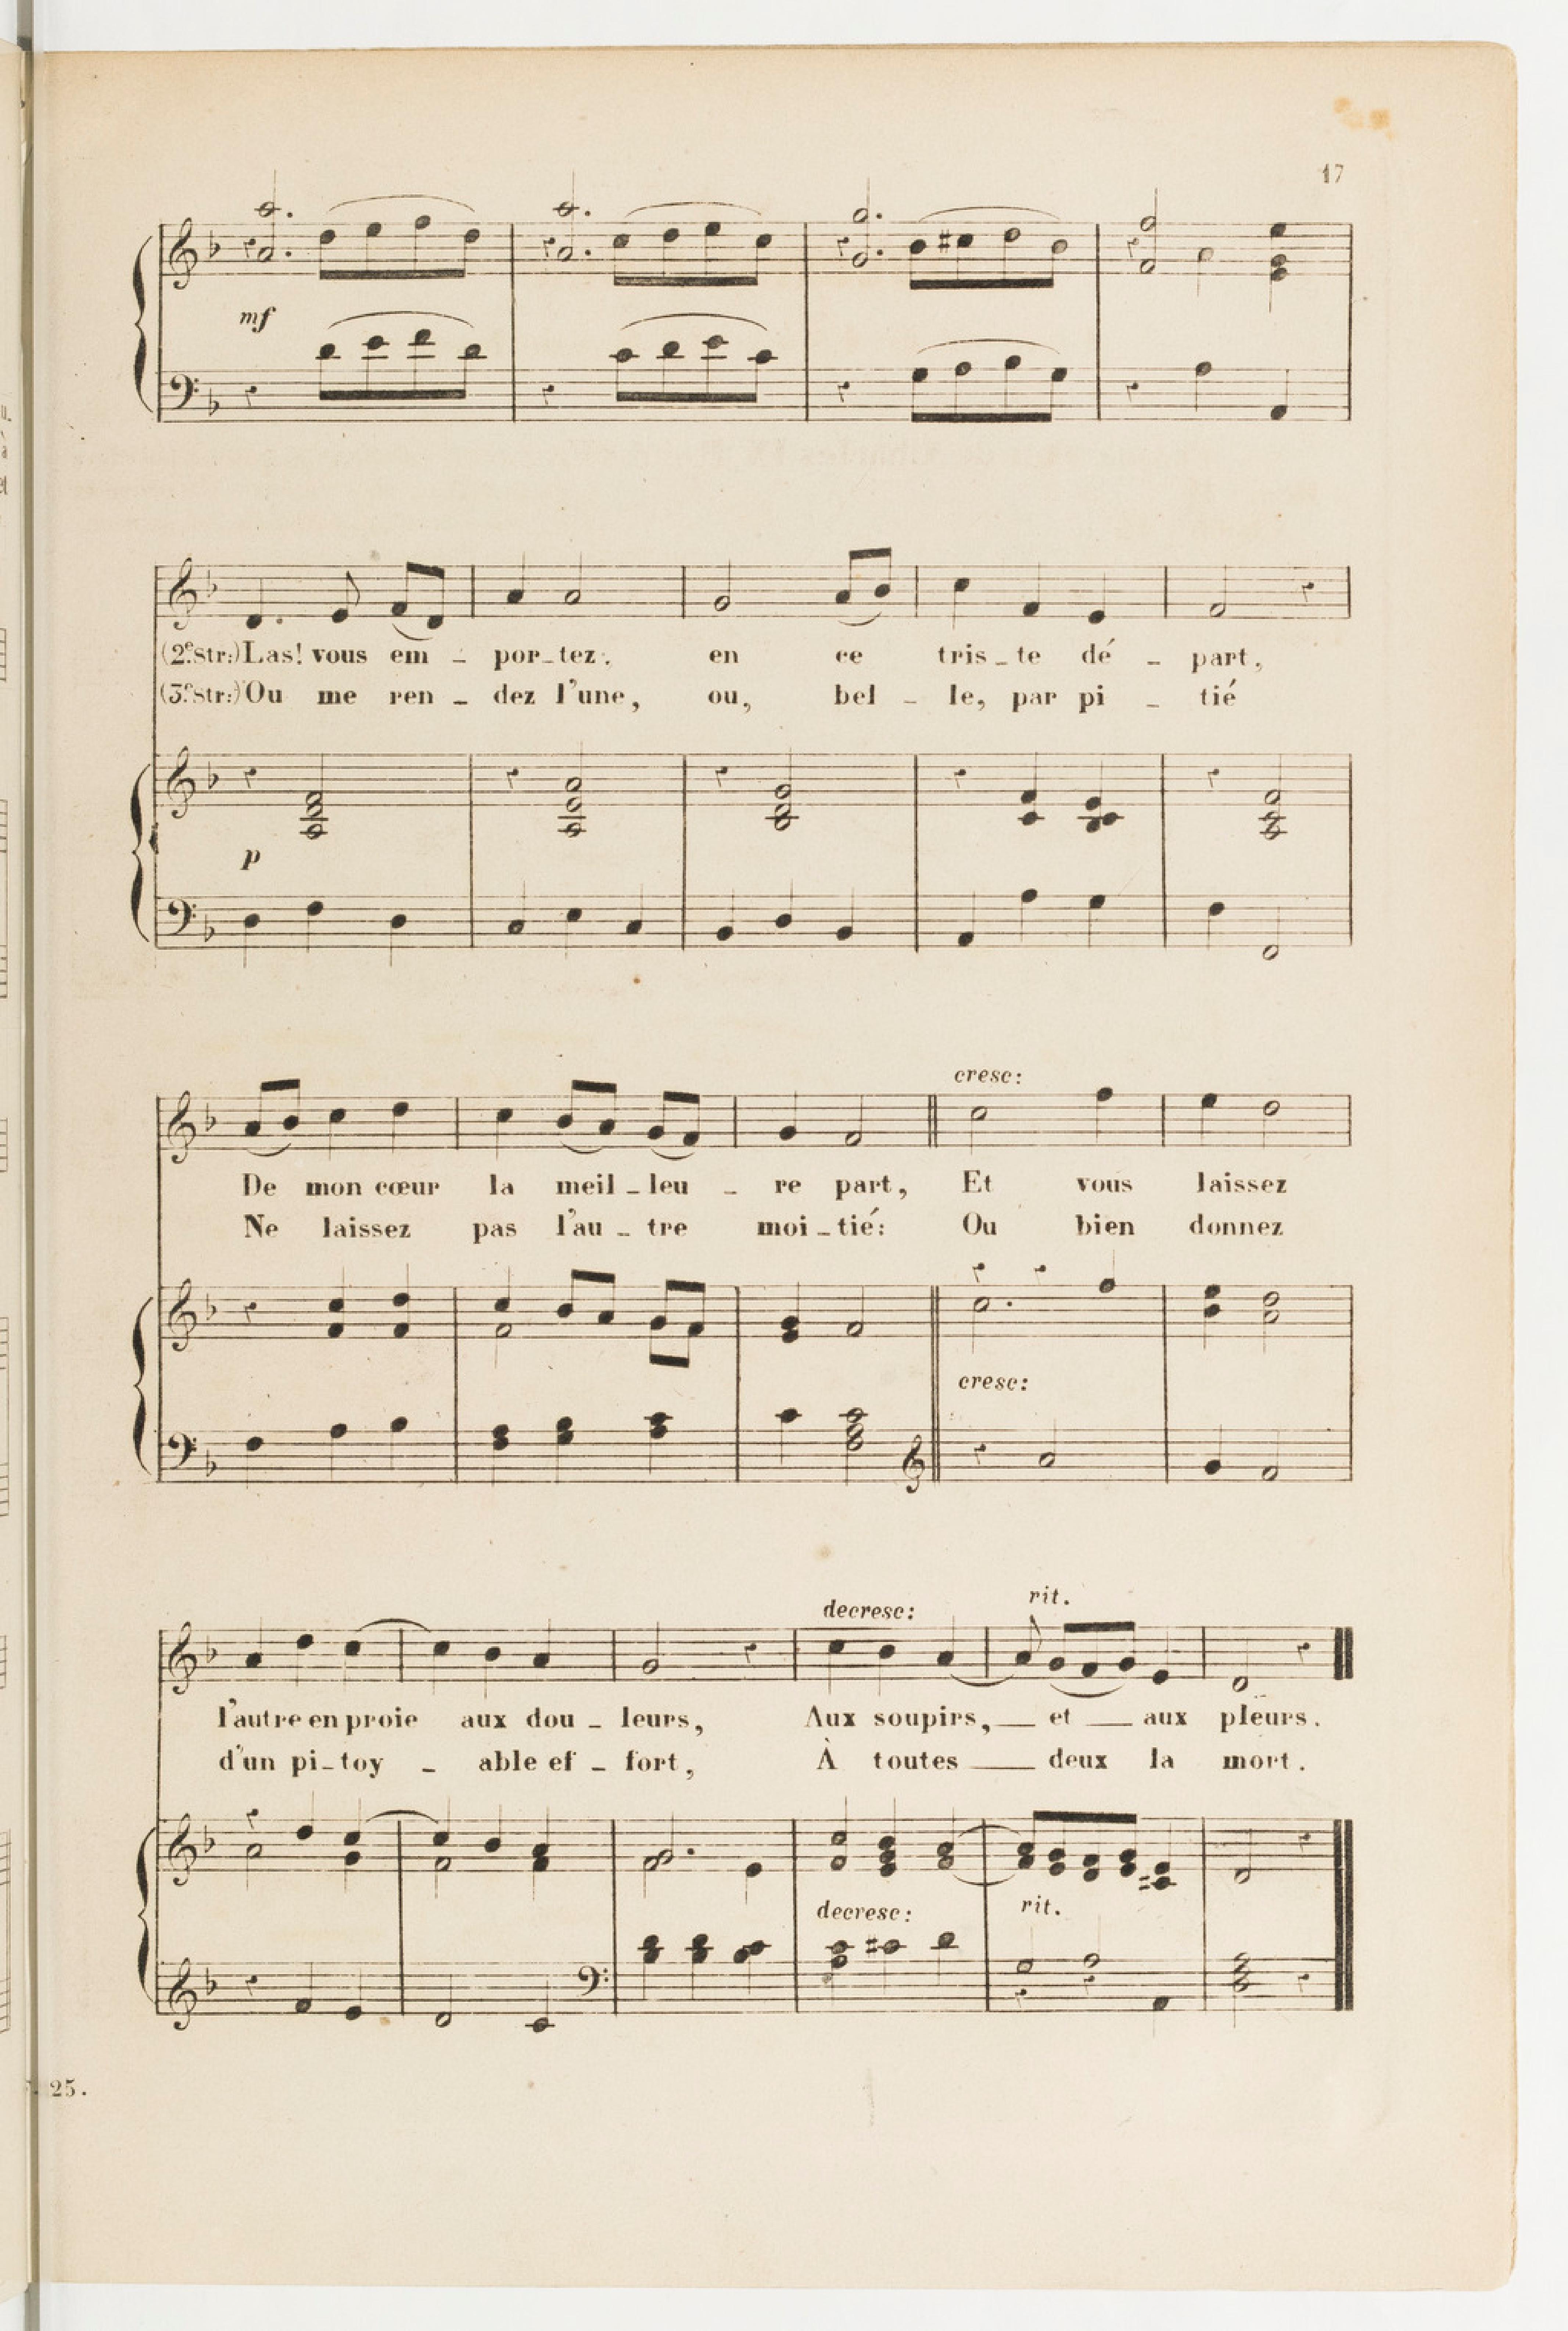 17
mf
(2.e Str:) Las! vous em - por-tez, en ce tris-te dé - part,
(3.e Str:) Ou me ren - dez l'une, ou, bel - le, par pi - tié
p
cresc:
De mon cœur la meil-leu - re part, Et vous laissez
Ne laissez pas l'au-tre moi-tié: Ou bien donnez
cresc:
decresc: rit.
l'autre en proie aux dou - leurs, Aux soupirs,— et — aux pleurs.
d'un pi-toy - able ef - fort, À toutes — deux la mort.
decresc: rit.
25.